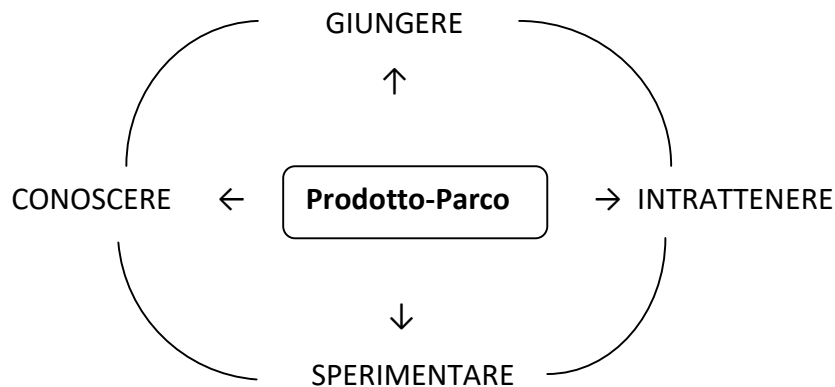 GIUNGERE
↑
CONOSCERE ← Prodotto-Parco → INTRATTENERE
↓
SPERIMENTARE